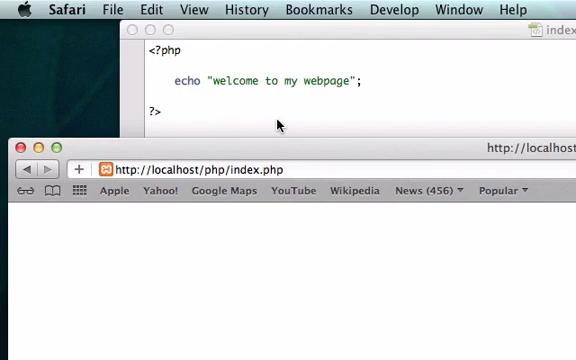 Safari File Edit View History Bookmarks Develop Window Help
index
<?php
echo "welcome to my webpage";
?>
http://localhost
http://localhost/php/index.php
Apple Yahoo! Google Maps YouTube Wikipedia News (456) Popular